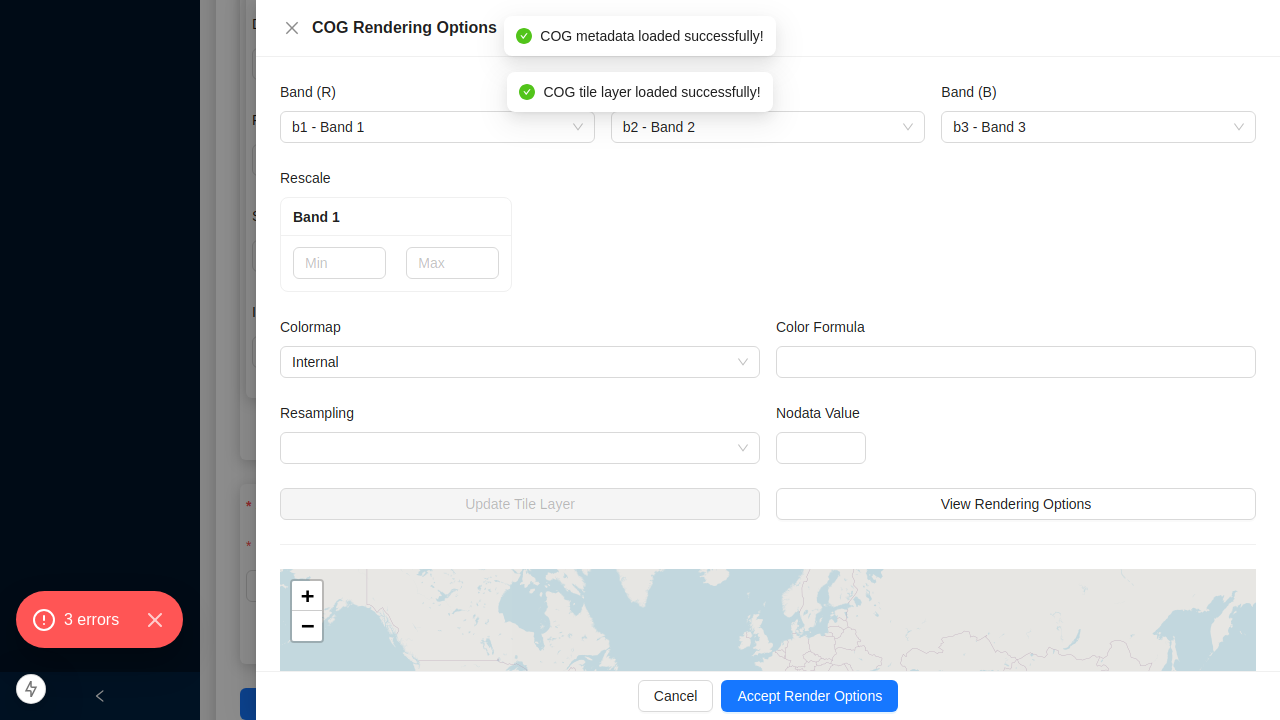 COG Rendering Options
COG metadata loaded successfully!
COG tile layer loaded successfully!
Band (R)
Band (B)
b1 - Band 1
b2 - Band 2
b3 - Band 3
Rescale
Band 1
Min
Max
Colormap
Color Formula
Internal
Resampling
Nodata Value
Update Tile Layer
View Rendering Options
+
−
3 errors
Cancel
Accept Render Options